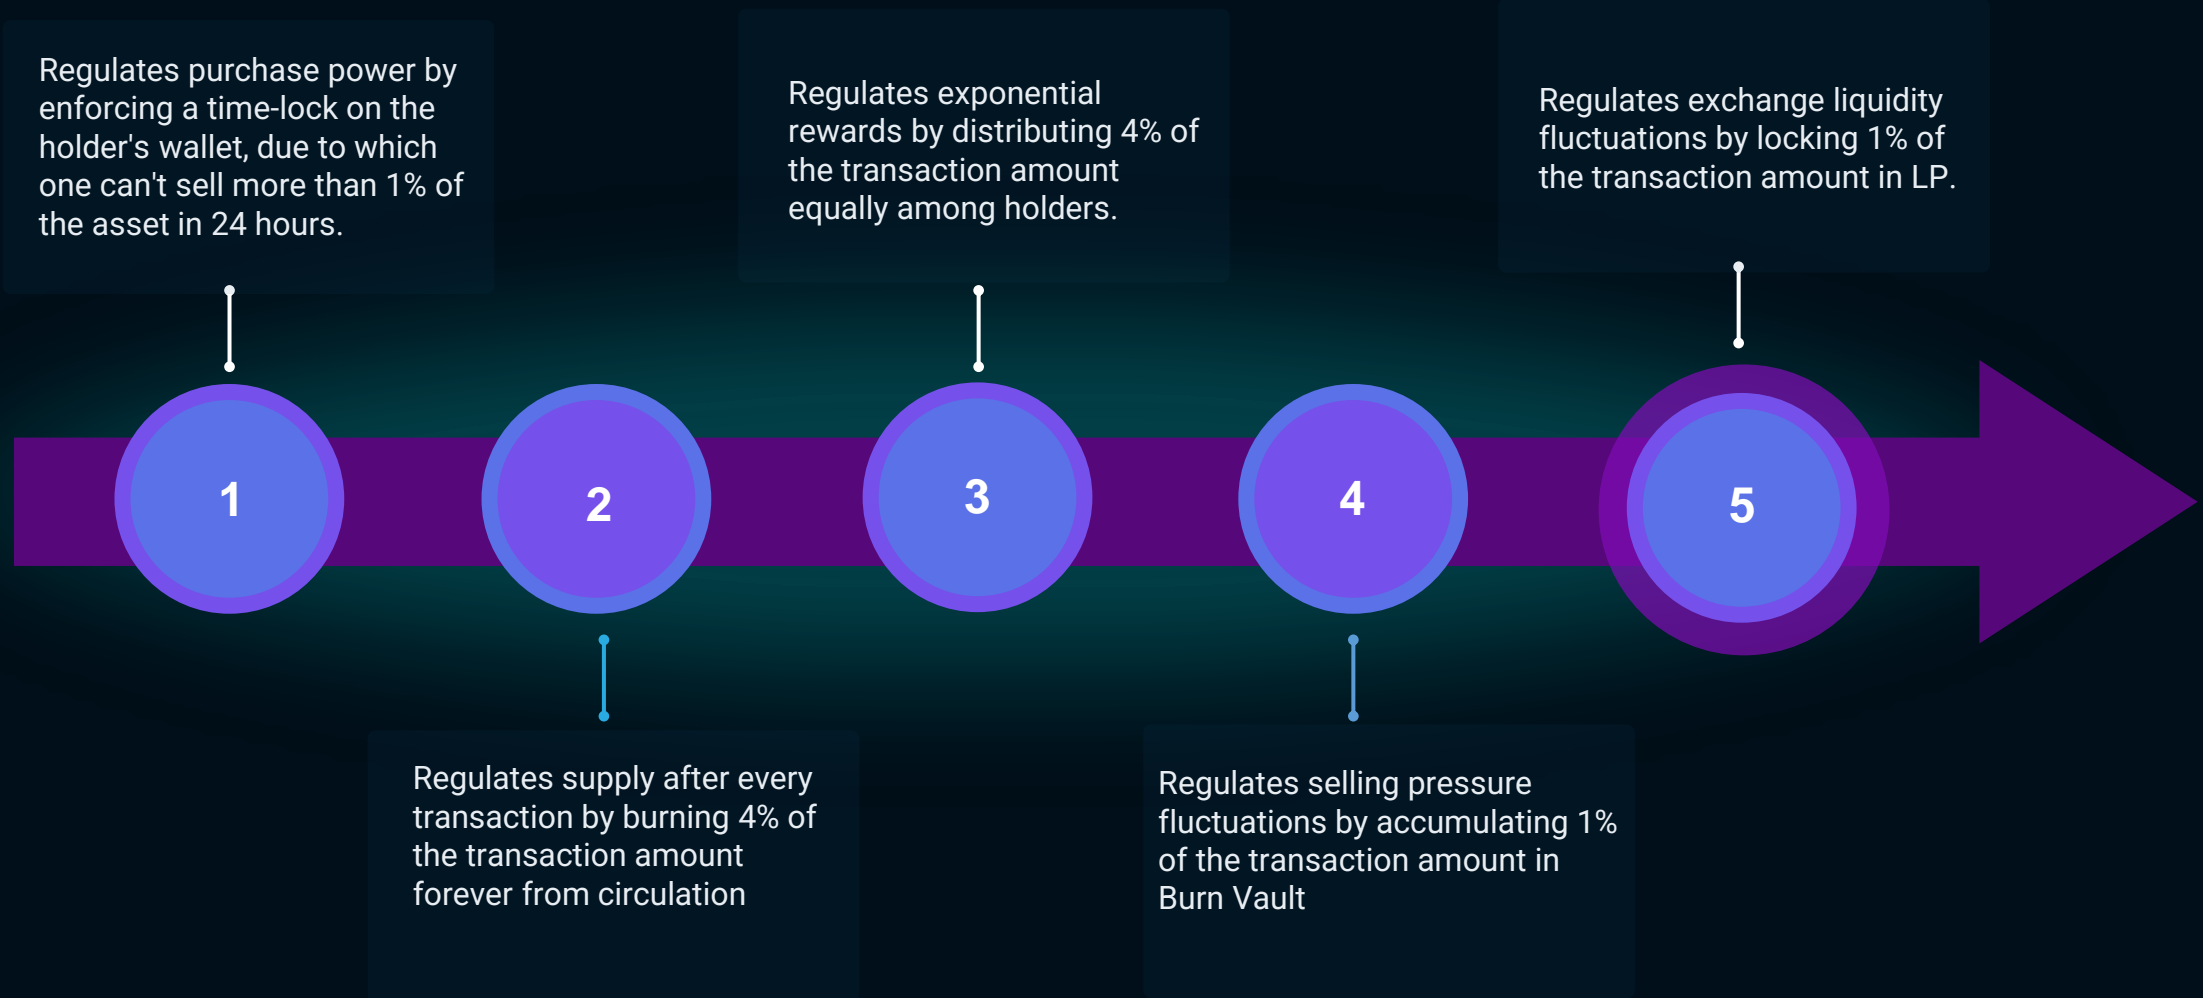 Regulates purchase power by
enforcing a time-lock on the
holder's wallet, due to which
one can't sell more than 1% of
the asset in 24 hours.
Regulates exponential
rewards by distributing 4% of
the transaction amount
equally among holders.
Regulates exchange liquidity
fluctuations by locking 1% of
the transaction amount in LP.
1
2
3
4
5
Regulates supply after every
transaction by burning 4% of
the transaction amount
forever from circulation
Regulates selling pressure
fluctuations by accumulating 1%
of the transaction amount in
Burn Vault